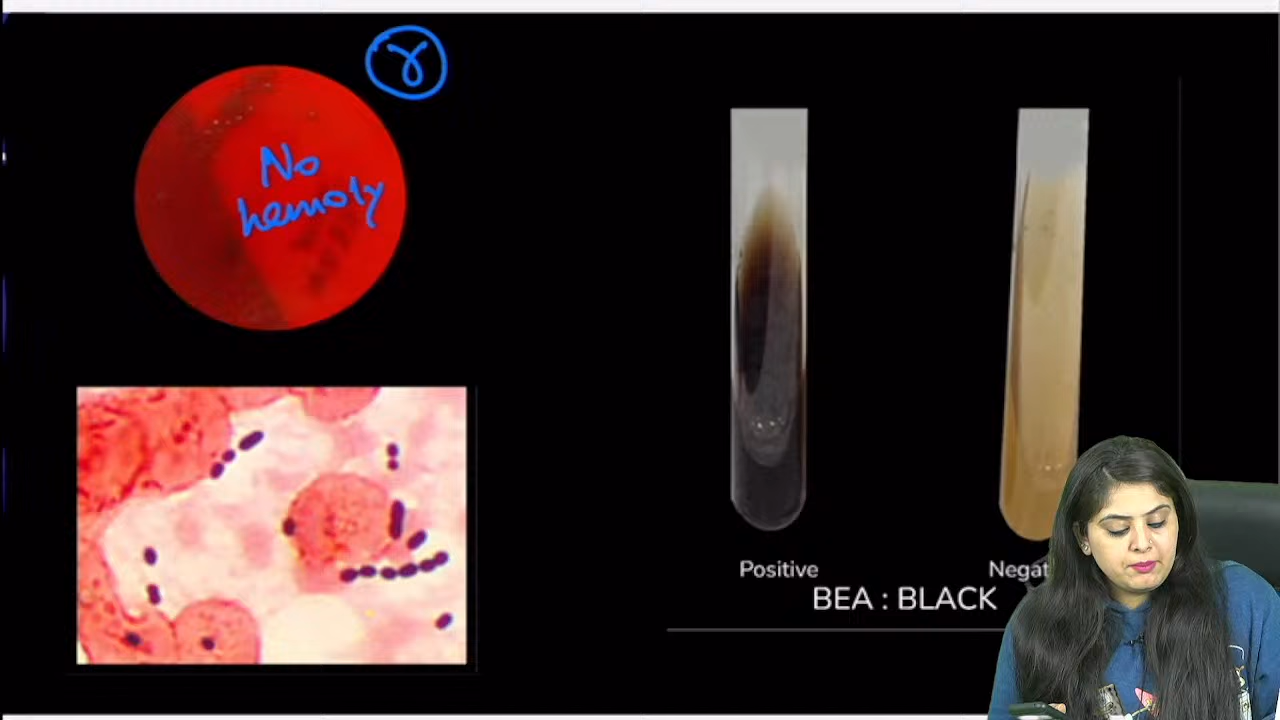 γ
No
hemoly
Positive
Negat
BEA : BLACK